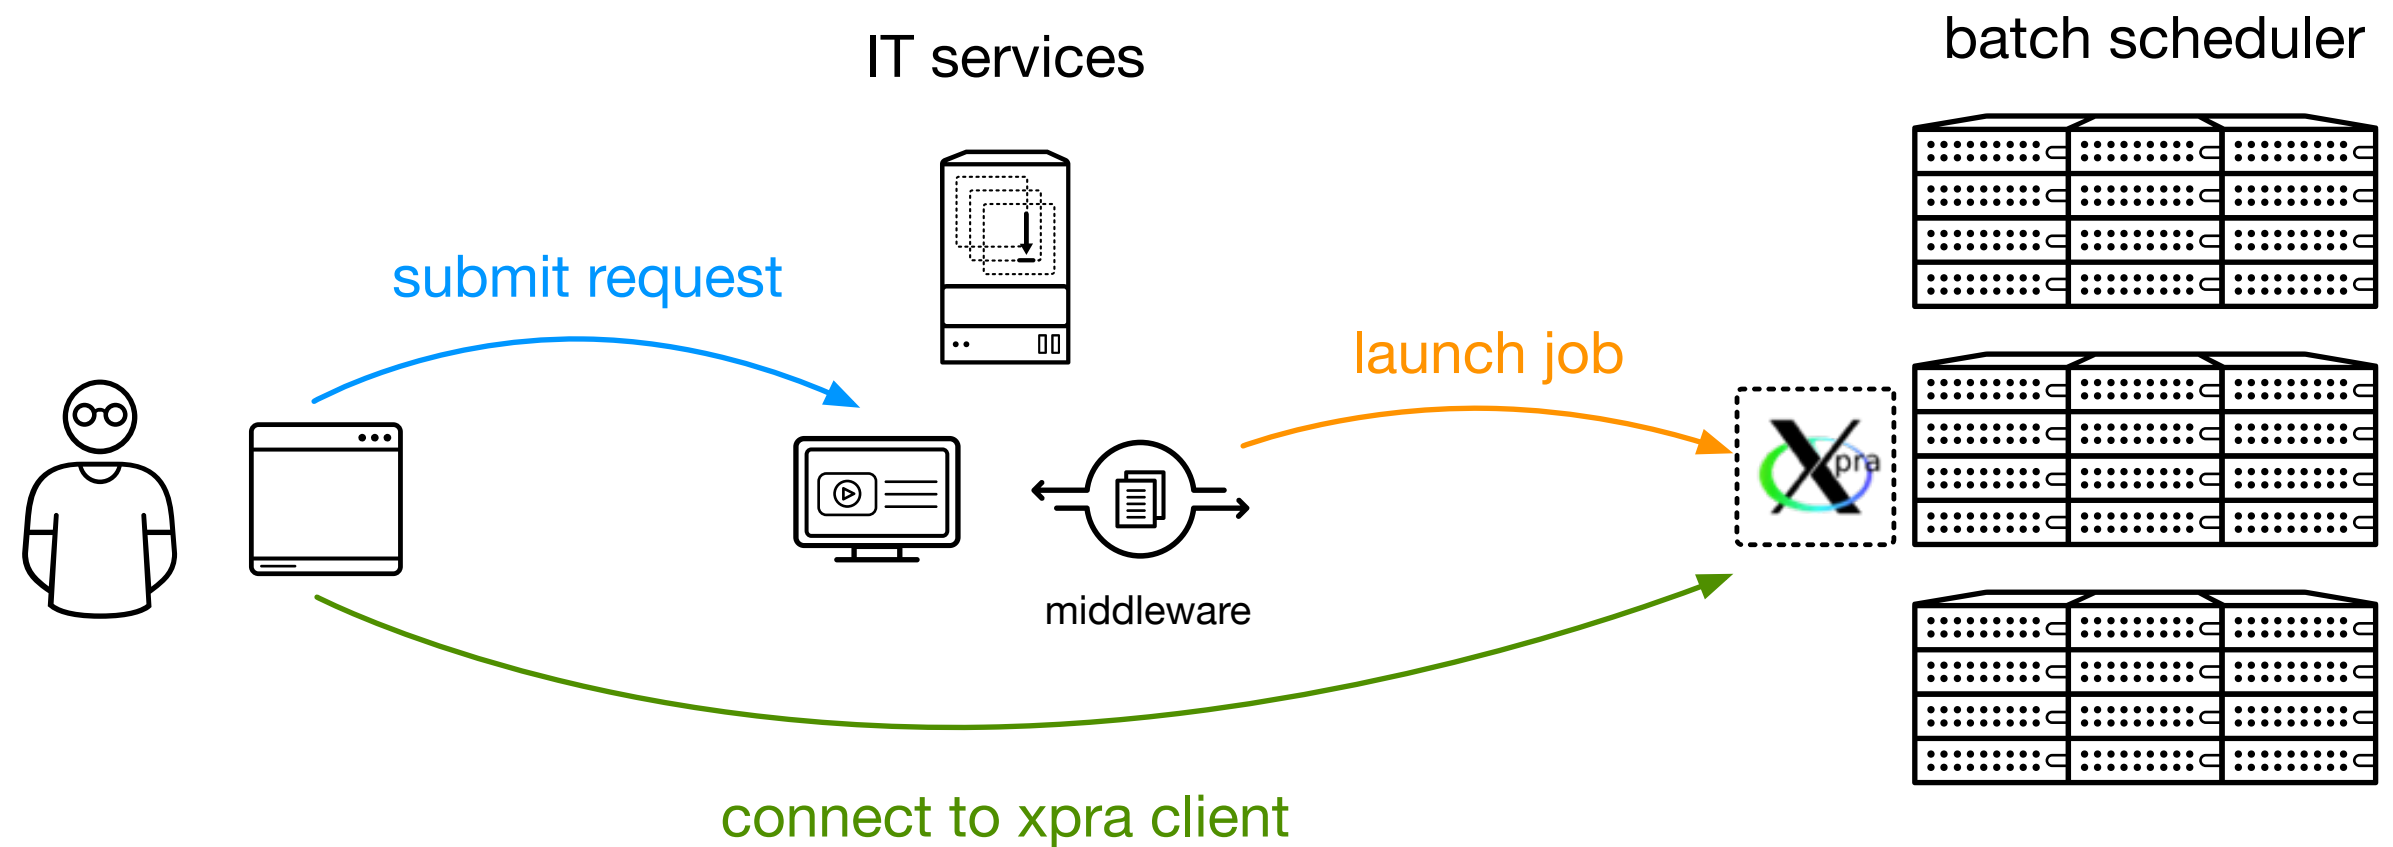 IT services
batch scheduler
submit request
launch job
Xpra
middleware
connect to xpra client